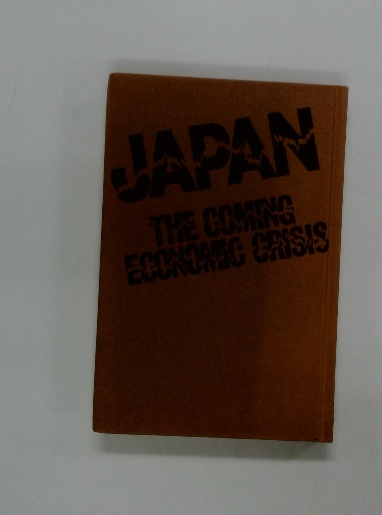 JAPAN
THE COMING
ECONOMIC CRISIS